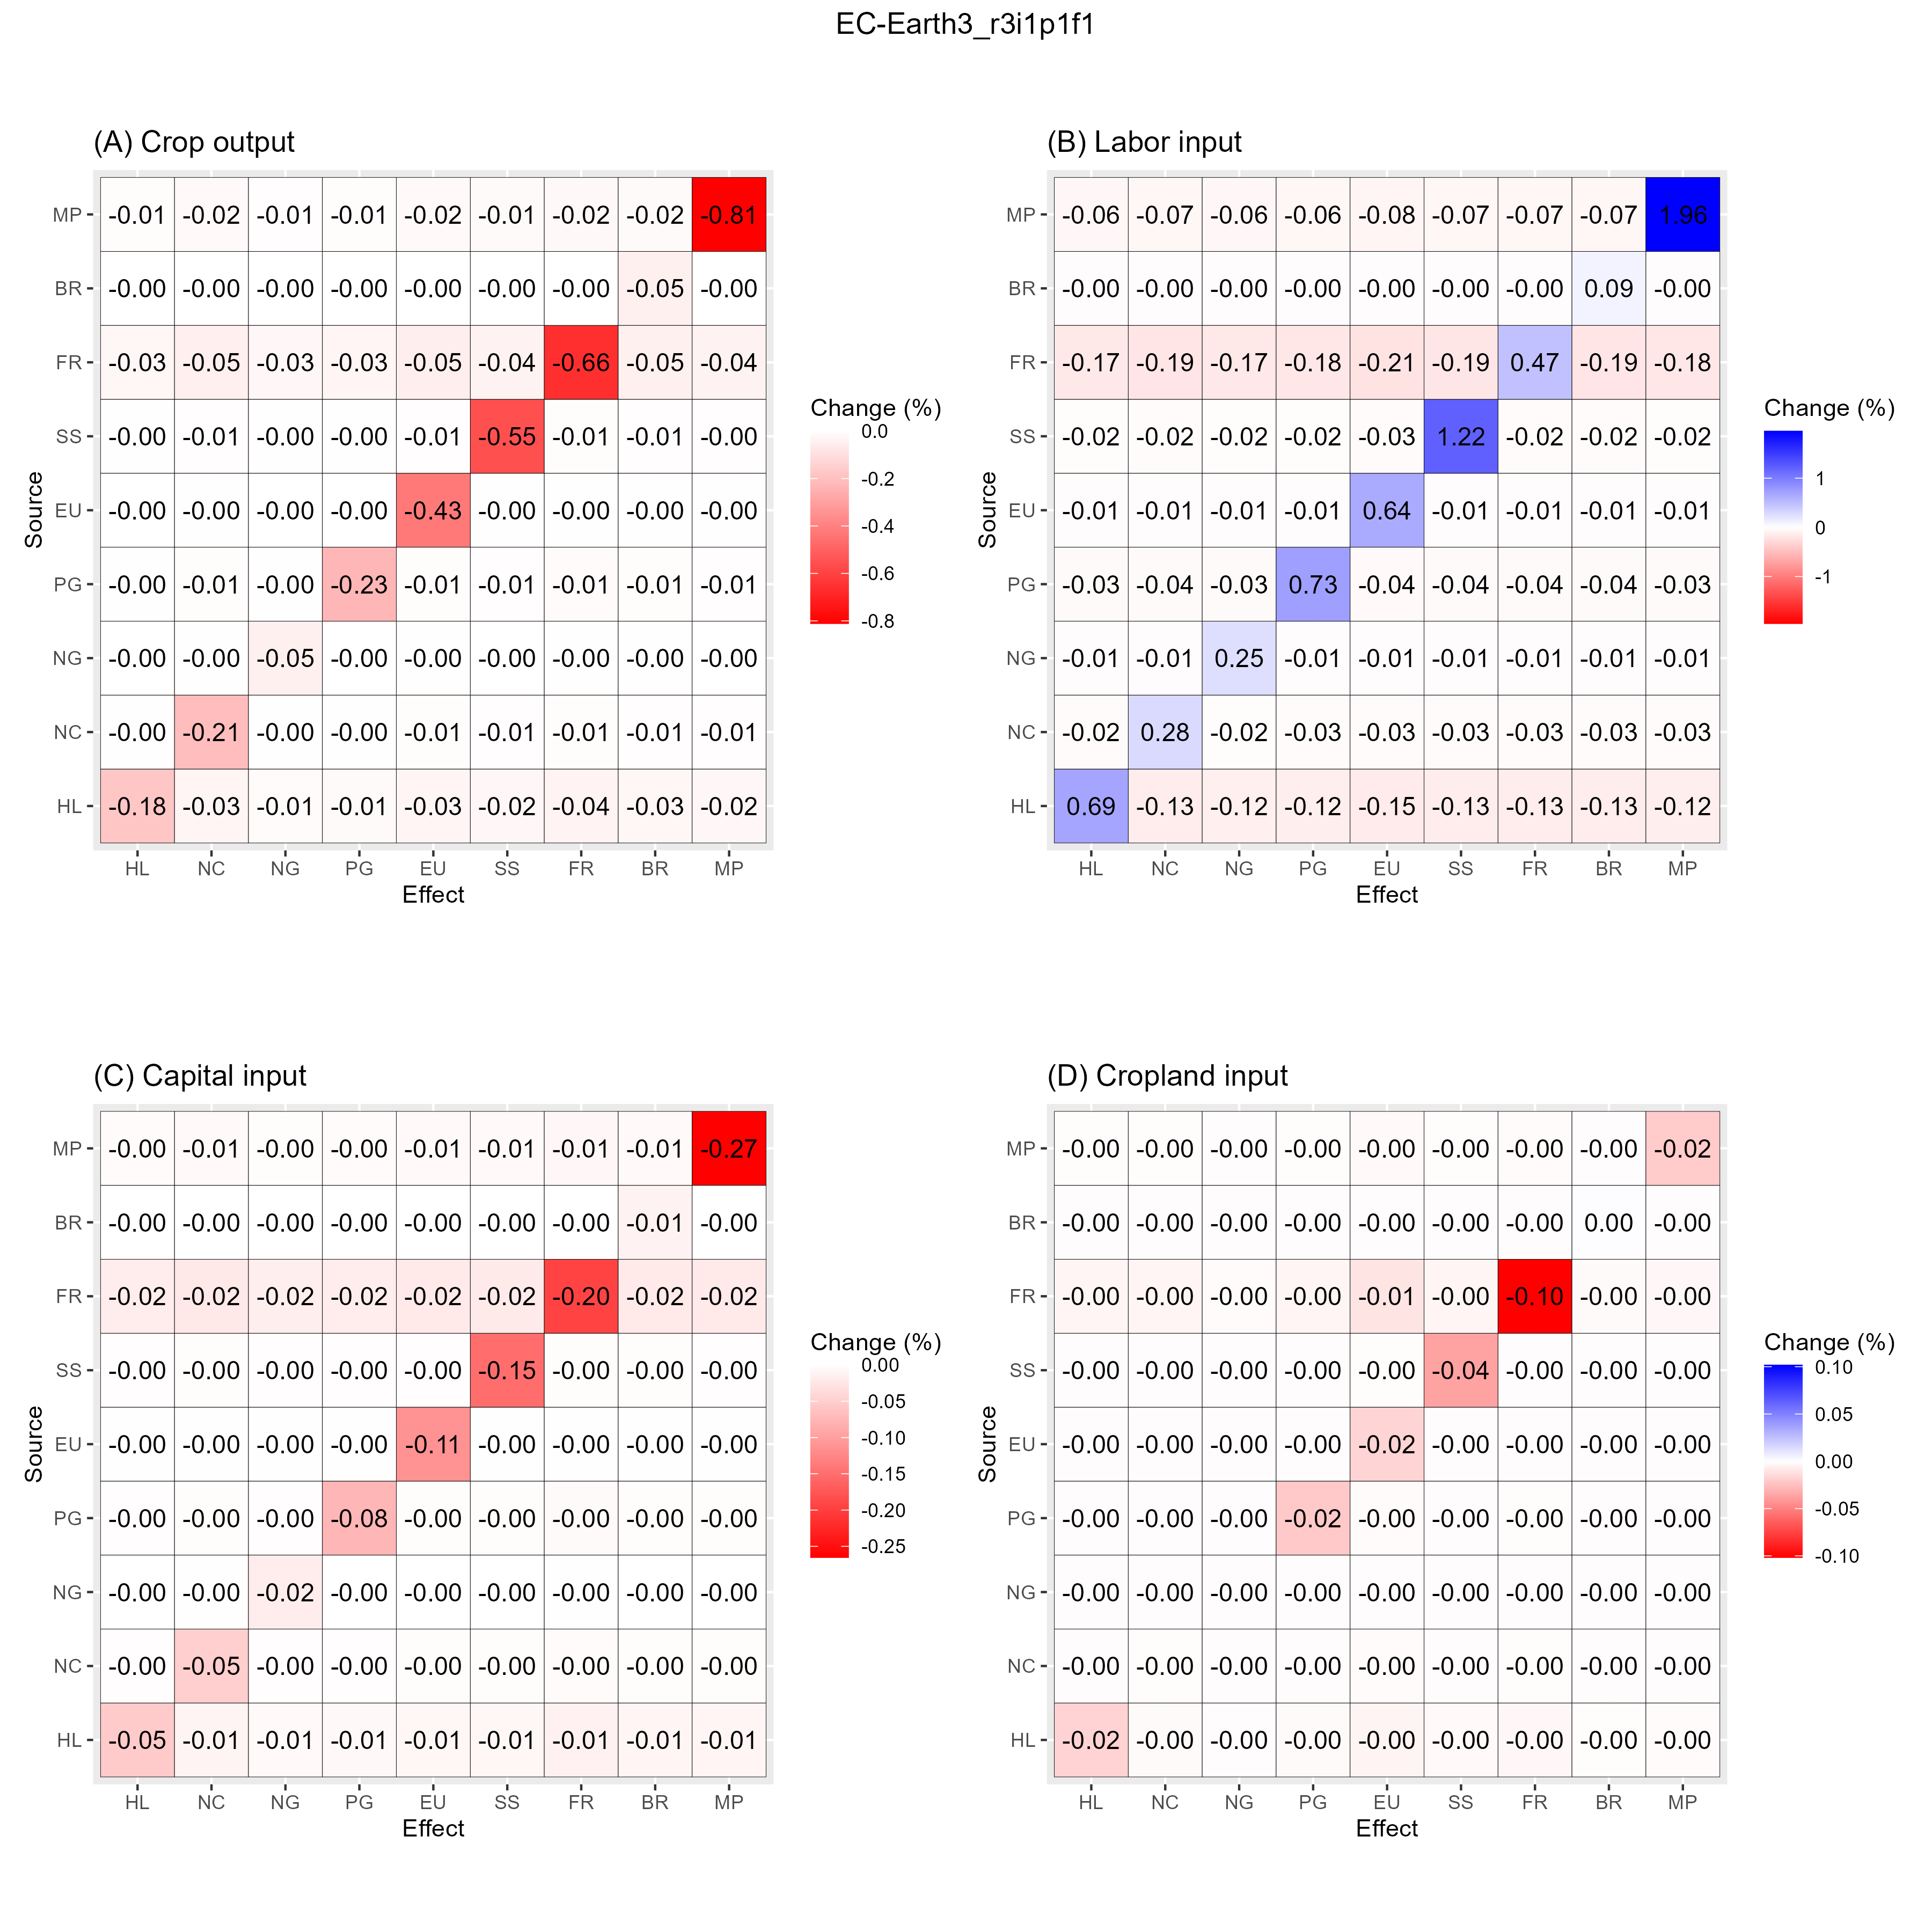 EC-Earth3_r3i1p1f1
(A) Crop output
MP -0.01 -0.02 -0.01 -0.01 -0.02 -0.01 -0.02 -0.02 -0.81
BR -0.00 -0.00 -0.00 -0.00 -0.00 -0.00 -0.00 -0.05 -0.00
FR -0.03 -0.05 -0.03 -0.03 -0.05 -0.04 -0.66 -0.05 -0.04
SS -0.00 -0.01 -0.00 -0.00 -0.01 -0.55 -0.01 -0.01 -0.00
EU -0.00 -0.00 -0.00 -0.00 -0.43 -0.00 -0.00 -0.00 -0.00
PG -0.00 -0.01 -0.00 -0.23 -0.01 -0.01 -0.01 -0.01 -0.01
NG -0.00 -0.00 -0.05 -0.00 -0.00 -0.00 -0.00 -0.00 -0.00
NC -0.00 -0.21 -0.00 -0.00 -0.01 -0.01 -0.01 -0.01 -0.01
HL -0.18 -0.03 -0.01 -0.01 -0.03 -0.02 -0.04 -0.03 -0.02
HL NC NG PG EU SS FR BR MP
Effect
Source
Change (%)
0.0
-0.2
-0.4
-0.6
-0.8
(B) Labor input
MP -0.06 -0.07 -0.06 -0.06 -0.08 -0.07 -0.07 -0.07 1.96
BR -0.00 -0.00 -0.00 -0.00 -0.00 -0.00 -0.00 0.09 -0.00
FR -0.17 -0.19 -0.17 -0.18 -0.21 -0.19 0.47 -0.19 -0.18
SS -0.02 -0.02 -0.02 -0.02 -0.03 1.22 -0.02 -0.02 -0.02
EU -0.01 -0.01 -0.01 -0.01 0.64 -0.01 -0.01 -0.01 -0.01
PG -0.03 -0.04 -0.03 0.73 -0.04 -0.04 -0.04 -0.04 -0.03
NG -0.01 -0.01 0.25 -0.01 -0.01 -0.01 -0.01 -0.01 -0.01
NC -0.02 0.28 -0.02 -0.03 -0.03 -0.03 -0.03 -0.03 -0.03
HL 0.69 -0.13 -0.12 -0.12 -0.15 -0.13 -0.13 -0.13 -0.12
HL NC NG PG EU SS FR BR MP
Effect
Source
Change (%)
1
0
-1
(C) Capital input
MP -0.00 -0.01 -0.00 -0.00 -0.01 -0.01 -0.01 -0.01 -0.27
BR -0.00 -0.00 -0.00 -0.00 -0.00 -0.00 -0.00 -0.01 -0.00
FR -0.02 -0.02 -0.02 -0.02 -0.02 -0.02 -0.20 -0.02 -0.02
SS -0.00 -0.00 -0.00 -0.00 -0.00 -0.15 -0.00 -0.00 -0.00
EU -0.00 -0.00 -0.00 -0.00 -0.11 -0.00 -0.00 -0.00 -0.00
PG -0.00 -0.00 -0.00 -0.08 -0.00 -0.00 -0.00 -0.00 -0.00
NG -0.00 -0.00 -0.02 -0.00 -0.00 -0.00 -0.00 -0.00 -0.00
NC -0.00 -0.05 -0.00 -0.00 -0.00 -0.00 -0.00 -0.00 -0.00
HL -0.05 -0.01 -0.01 -0.01 -0.01 -0.01 -0.01 -0.01 -0.01
HL NC NG PG EU SS FR BR MP
Effect
Source
Change (%)
0.00
-0.05
-0.10
-0.15
-0.20
-0.25
(D) Cropland input
MP -0.00 -0.00 -0.00 -0.00 -0.00 -0.00 -0.00 -0.00 -0.02
BR -0.00 -0.00 -0.00 -0.00 -0.00 -0.00 -0.00 0.00 -0.00
FR -0.00 -0.00 -0.00 -0.00 -0.01 -0.00 -0.10 -0.00 -0.00
SS -0.00 -0.00 -0.00 -0.00 -0.00 -0.04 -0.00 -0.00 -0.00
EU -0.00 -0.00 -0.00 -0.00 -0.02 -0.00 -0.00 -0.00 -0.00
PG -0.00 -0.00 -0.00 -0.02 -0.00 -0.00 -0.00 -0.00 -0.00
NG -0.00 -0.00 -0.00 -0.00 -0.00 -0.00 -0.00 -0.00 -0.00
NC -0.00 -0.00 -0.00 -0.00 -0.00 -0.00 -0.00 -0.00 -0.00
HL -0.02 -0.00 -0.00 -0.00 -0.00 -0.00 -0.00 -0.00 -0.00
HL NC NG PG EU SS FR BR MP
Effect
Source
Change (%)
0.10
0.05
0.00
-0.05
-0.10